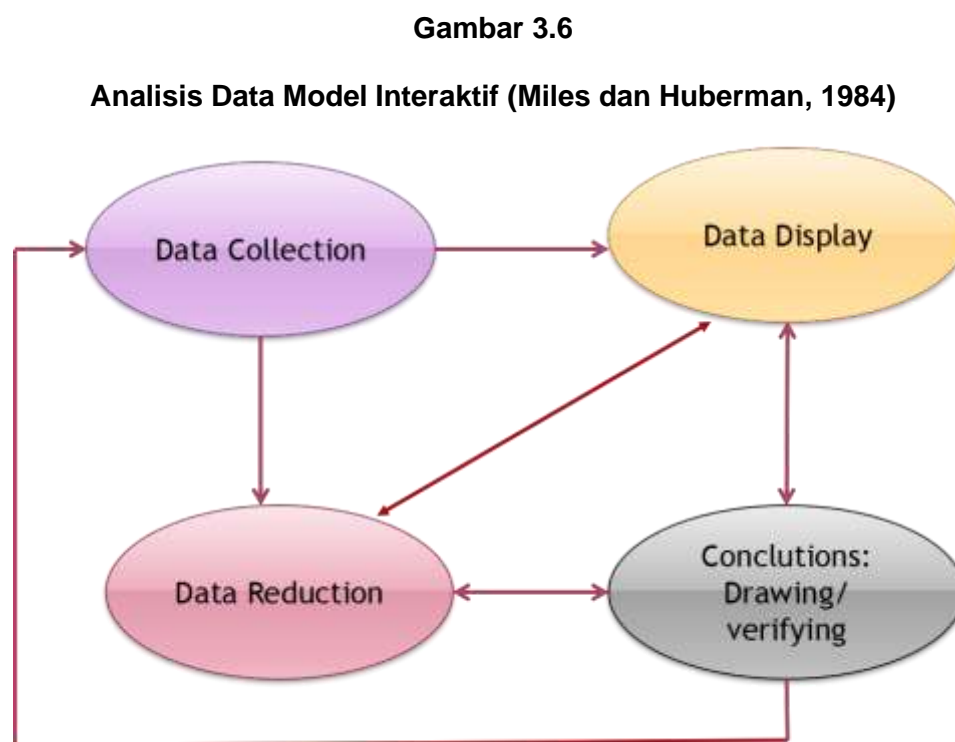 Gambar 3.6
Analisis Data Model Interaktif (Miles dan Huberman, 1984)
Data Collection
Data Display
Data Reduction
Conclutions:
Drawing/
verifying